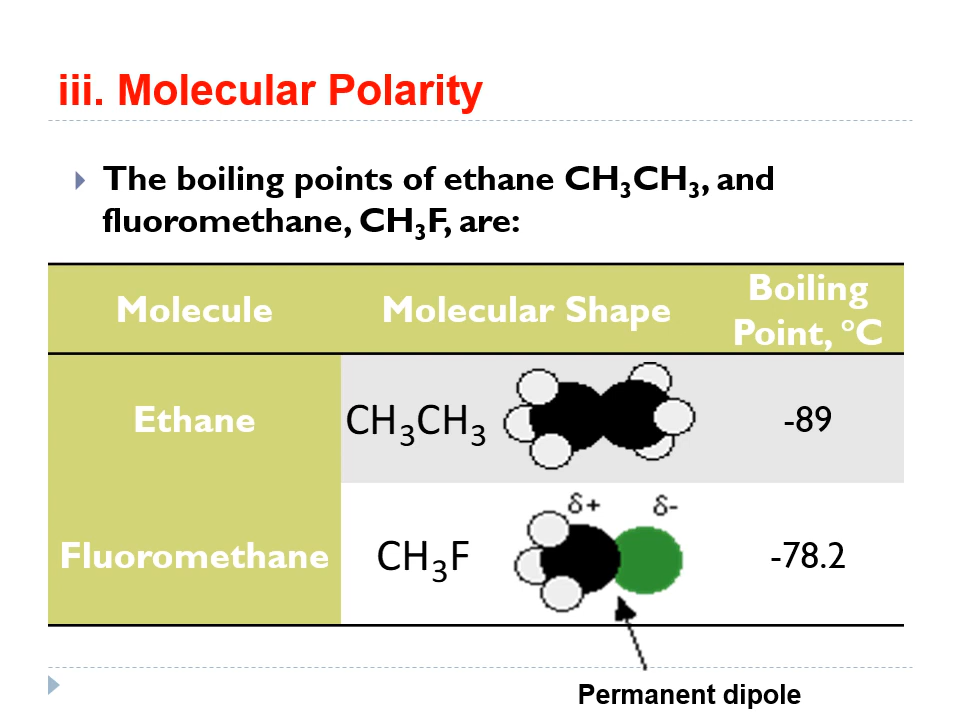 iii. Molecular Polarity
The boiling points of ethane CH₃CH₃, and
fluoromethane, CH₃F, are:
Molecule Molecular Shape Boiling Point, °C
Ethane CH₃CH₃ -89
δ+ δ-
Fluoromethane CH₃F -78.2
Permanent dipole